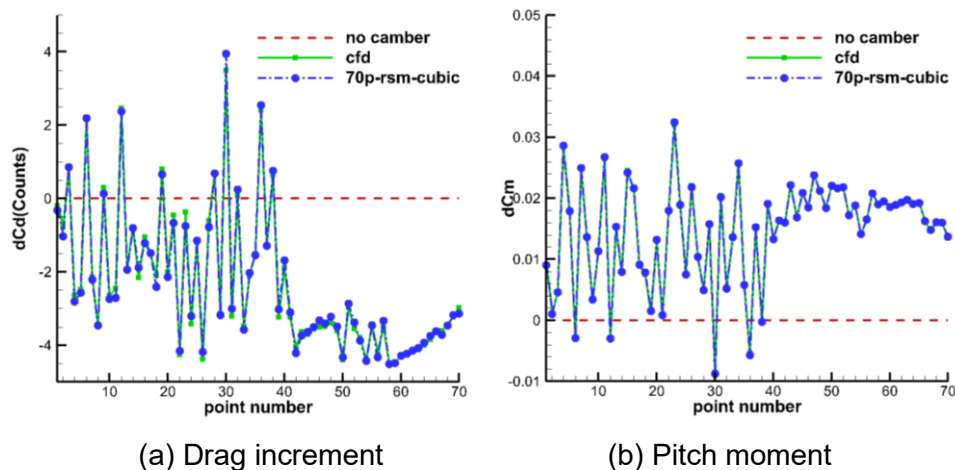 4
2
0
-2
-4
dCd(Counts)
no camber
cfd
70p-rsm-cubic
10
20
30
40
50
60
70
point number
(a) Drag increment
0.05
0.04
0.03
0.02
0.01
0
-0.01
dCm
no camber
cfd
70p-rsm-cubic
10
20
30
40
50
60
70
point number
(b) Pitch moment